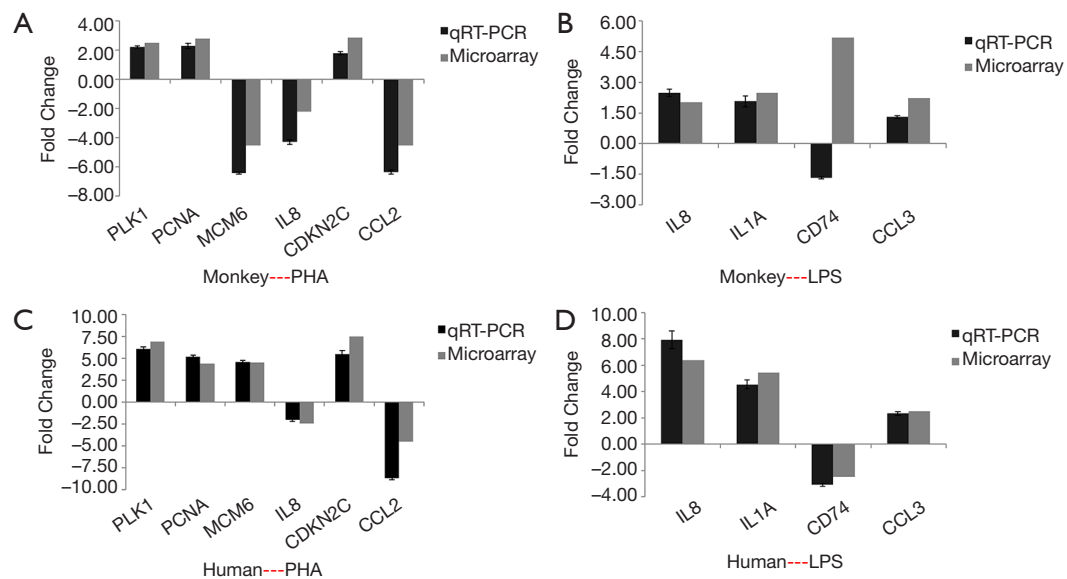 A
Fold Change
4.00
2.00
0.00
−2.00
−4.00
−6.00
−8.00
qRT-PCR
Microarray
PLK1
PCNA
MCM6
IL8
CDKN2C
CCL2
Monkey---PHA
B
Fold Change
6.00
4.50
3.00
1.50
0.00
−1.50
−3.00
qRT-PCR
Microarray
IL8
IL1A
CD74
CCL3
Monkey---LPS
C
Fold Change
10.00
7.50
5.00
2.50
0.00
−2.50
−5.00
−7.50
−10.00
qRT-PCR
Microarray
PLK1
PCNA
MCM6
IL8
CDKN2C
CCL2
Human---PHA
D
Fold Change
8.00
6.00
4.00
2.00
0.00
−2.00
−4.00
qRT-PCR
Microarray
IL8
IL1A
CD74
CCL3
Human---LPS